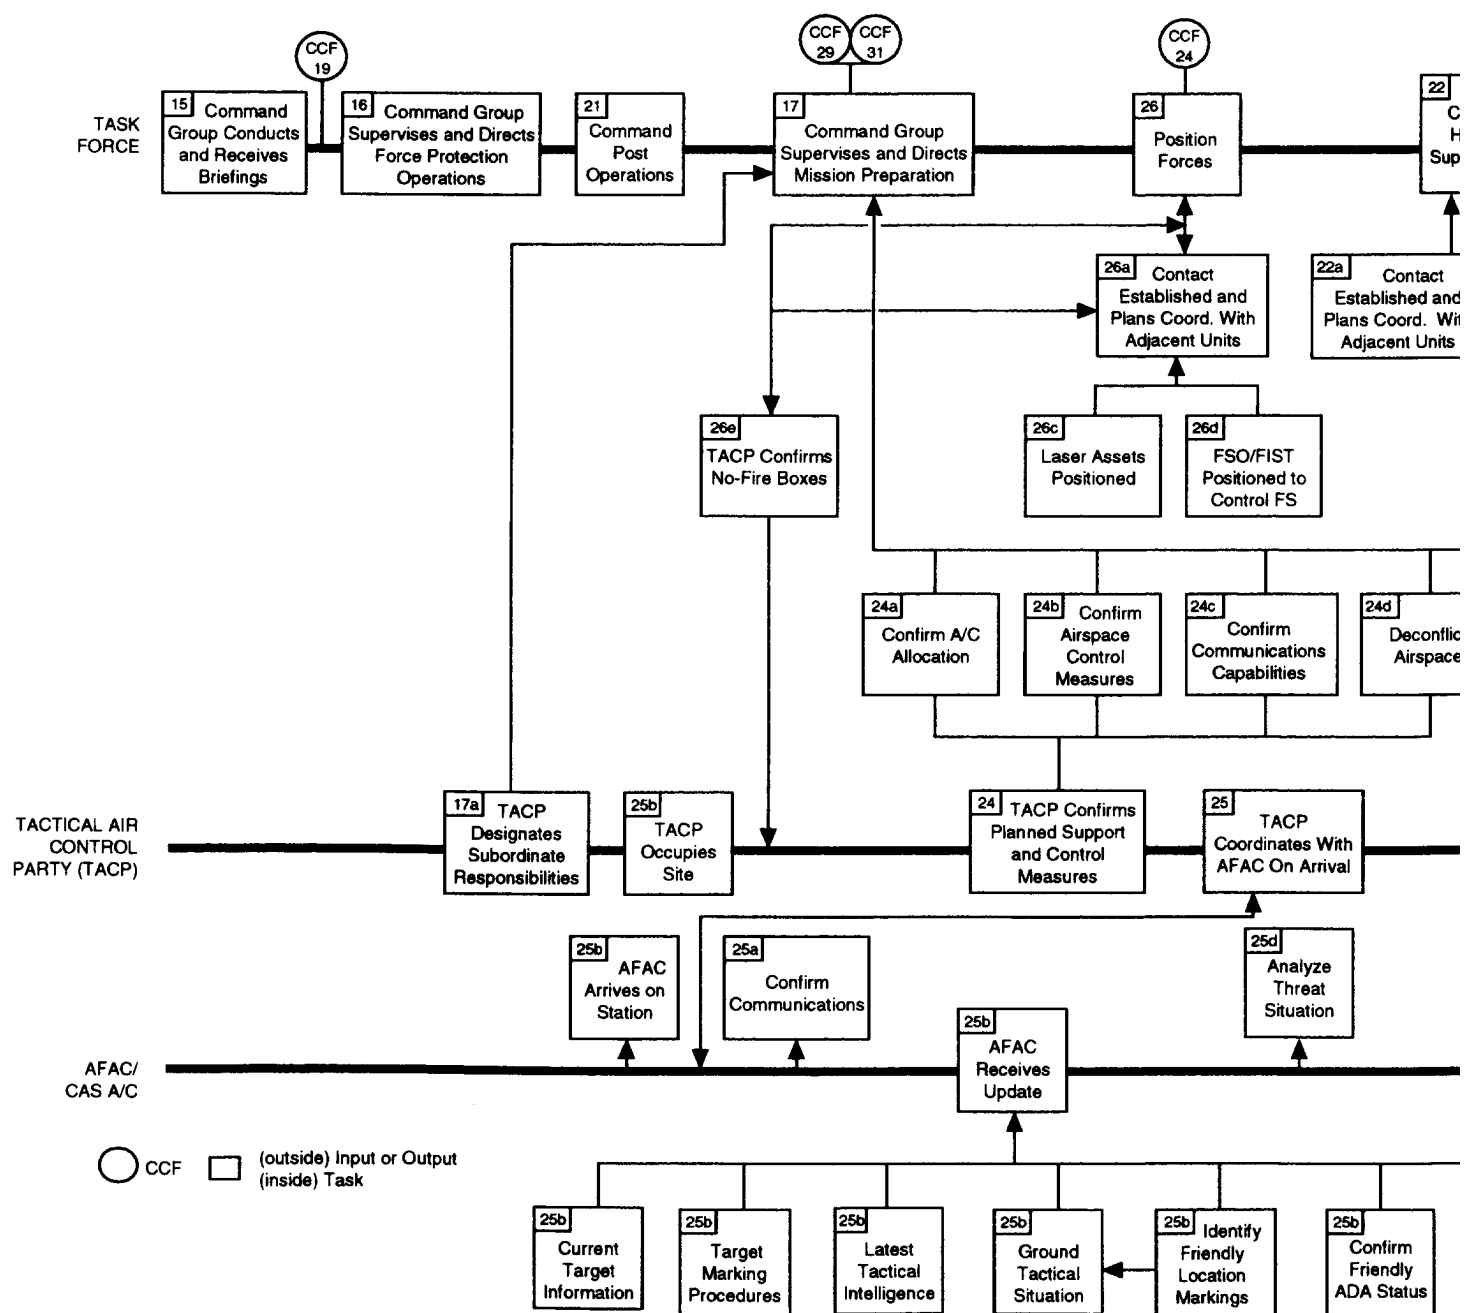 CCF
19
CCF
29
CCF
31
CCF
24
TASK
FORCE
15 Command
Group Conducts
and Receives
Briefings
16 Command Group
Supervises and Directs
Force Protection
Operations
21
Command
Post
Operations
17
Command Group
Supervises and Directs
Mission Preparation
26
Position
Forces
22
C
H
Sup
26a Contact
Established and
Plans Coord. With
Adjacent Units
22a Contact
Established and
Plans Coord. Wit
Adjacent Units
26e
TACP Confirms
No-Fire Boxes
26c
Laser Assets
Positioned
26d
FSO/FIST
Positioned to
Control FS
24a
Confirm A/C
Allocation
24b Confirm
Airspace
Control
Measures
24c
Confirm
Communications
Capabilities
24d
Deconflic
Airspace
TACTICAL AIR
CONTROL
PARTY (TACP)
17a TACP
Designates
Subordinate
Responsibilities
25b
TACP
Occupies
Site
24 TACP Confirms
Planned Support
and Control
Measures
25
TACP
Coordinates With
AFAC On Arrival
25b
AFAC
Arrives on
Station
25a
Confirm
Communications
25d
Analyze
Threat
Situation
AFAC/
CAS A/C
25b
AFAC
Receives
Update
CCF
(outside) Input or Output
(inside) Task
25b
Current
Target
Information
25b
Target
Marking
Procedures
25b
Latest
Tactical
Intelligence
25b
Ground
Tactical
Situation
25b Identify
Friendly
Location
Markings
25b
Confirm
Friendly
ADA Status